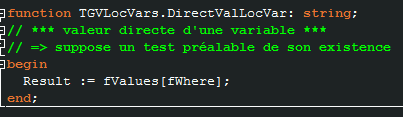 function TGVLocVars.DirectValLocVar: string;
// *** valeur directe d'une variable ***
// => suppose un test préalable de son existence
begin
  Result := fValues[fWhere];
end;